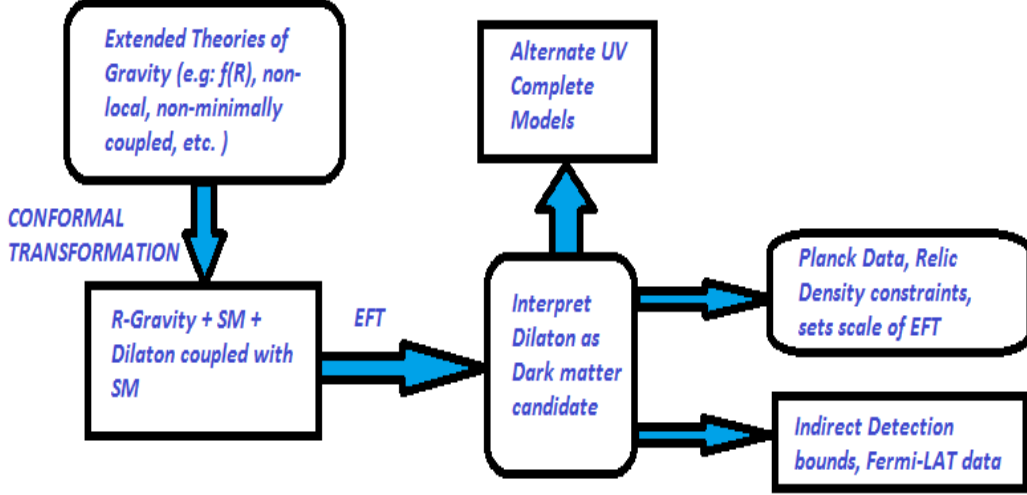 Extended Theories of
Gravity (e.g: f(R), non-
local, non-minimally
coupled, etc. )
CONFORMAL
TRANSFORMATION
R-Gravity + SM +
Dilaton coupled with
SM
EFT
Interpret
Dilaton as
Dark matter
candidate
Alternate UV
Complete
Models
Planck Data, Relic
Density constraints,
sets scale of EFT
Indirect Detection
bounds, Fermi-LAT data